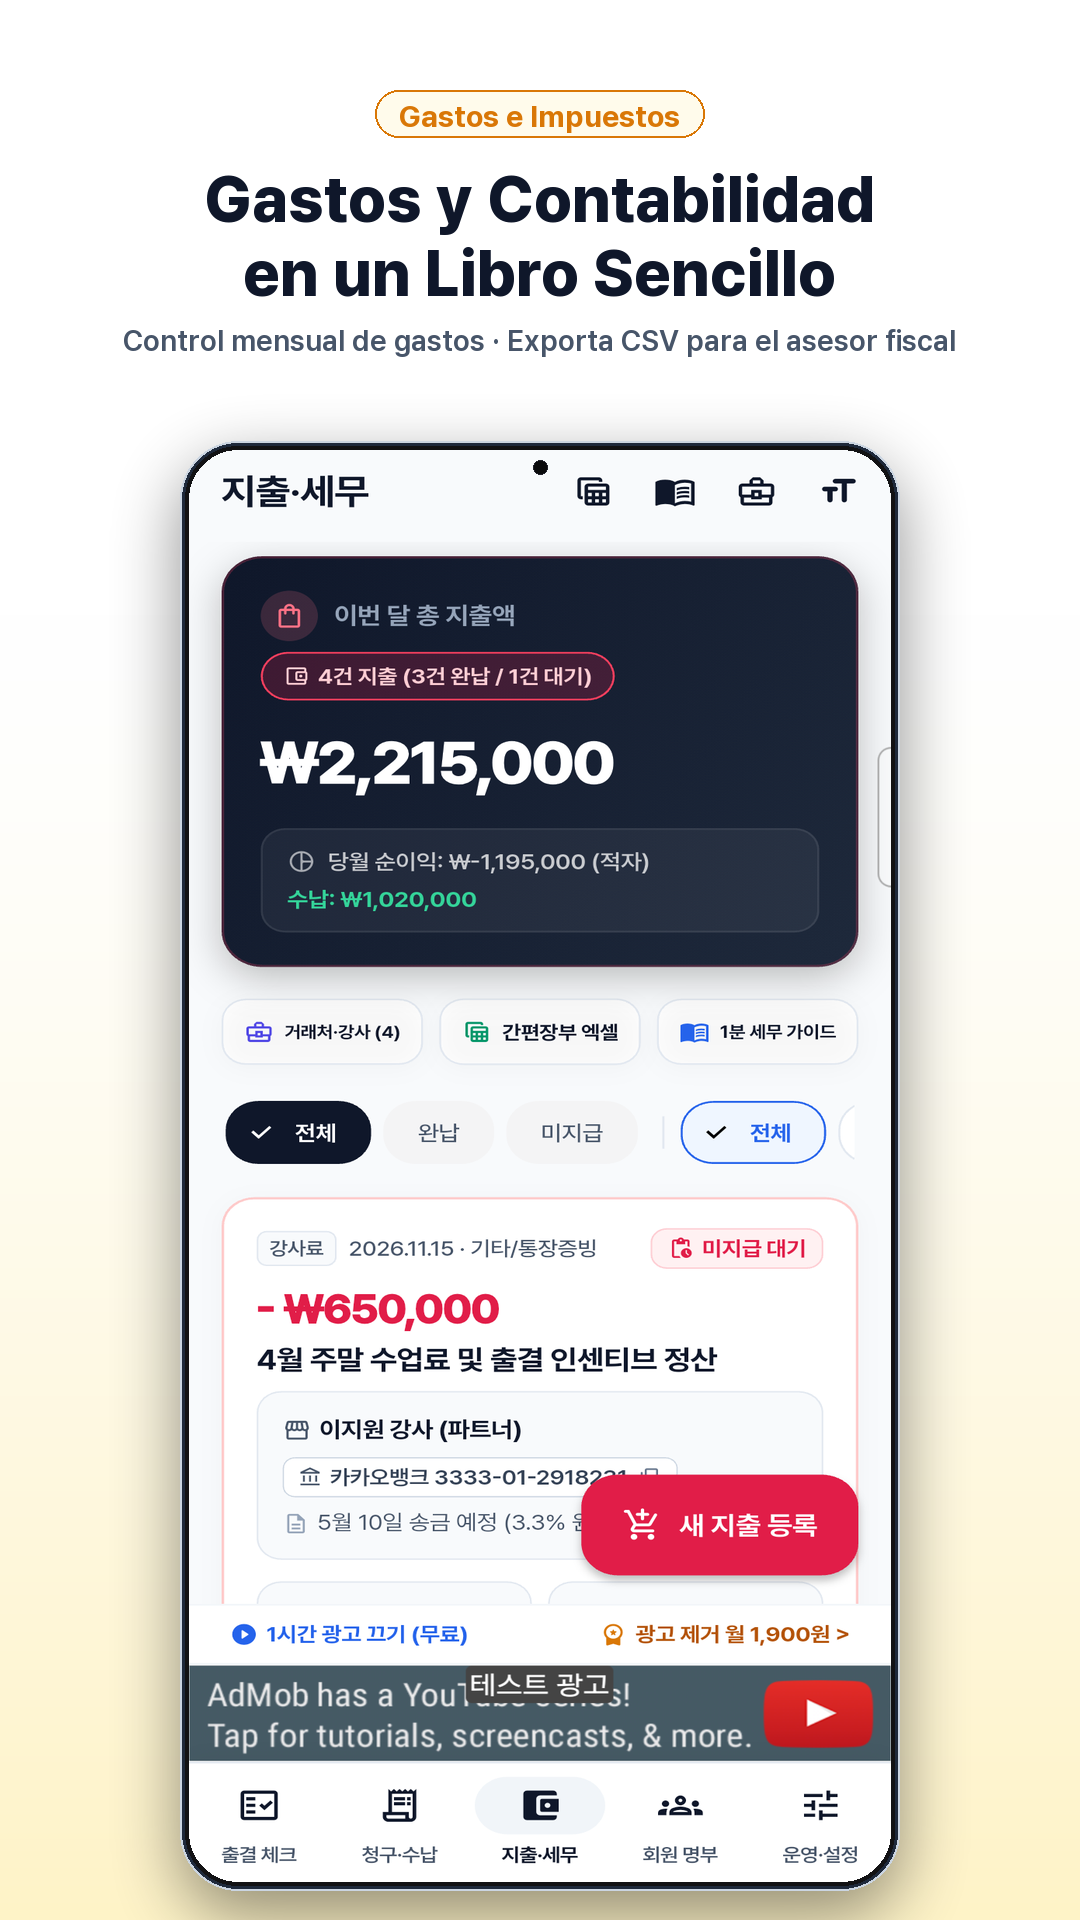 Gastos e Impuestos
Gastos y Contabilidad
en un Libro Sencillo
Control mensual de gastos · Exporta CSV para el asesor fiscal
지출·세무
이번 달 총 지출액
4건 지출 (3건 완납 / 1건 대기)
₩2,215,000
당월 순이익: ₩-1,195,000 (적자)
수납: ₩1,020,000
거래처·강사 (4)
간편장부 엑셀
1분 세무 가이드
전체
완납
미지급
전체
강사료
2026.11.15 · 기타/통장증빙
미지급 대기
- ₩650,000
4월 주말 수업료 및 출결 인센티브 정산
이지원 강사 (파트너)
카카오뱅크 3333-01-2918231
5월 10일 송금 예정 (3.3%
새 지출 등록
1시간 광고 끄기 (무료)
광고 제거 월 1,900원 >
테스트 광고
AdMob has a YouTube series!
Tap for tutorials, screencasts, & more.
출결 체크
청구·수납
지출·세무
회원 명부
운영·설정